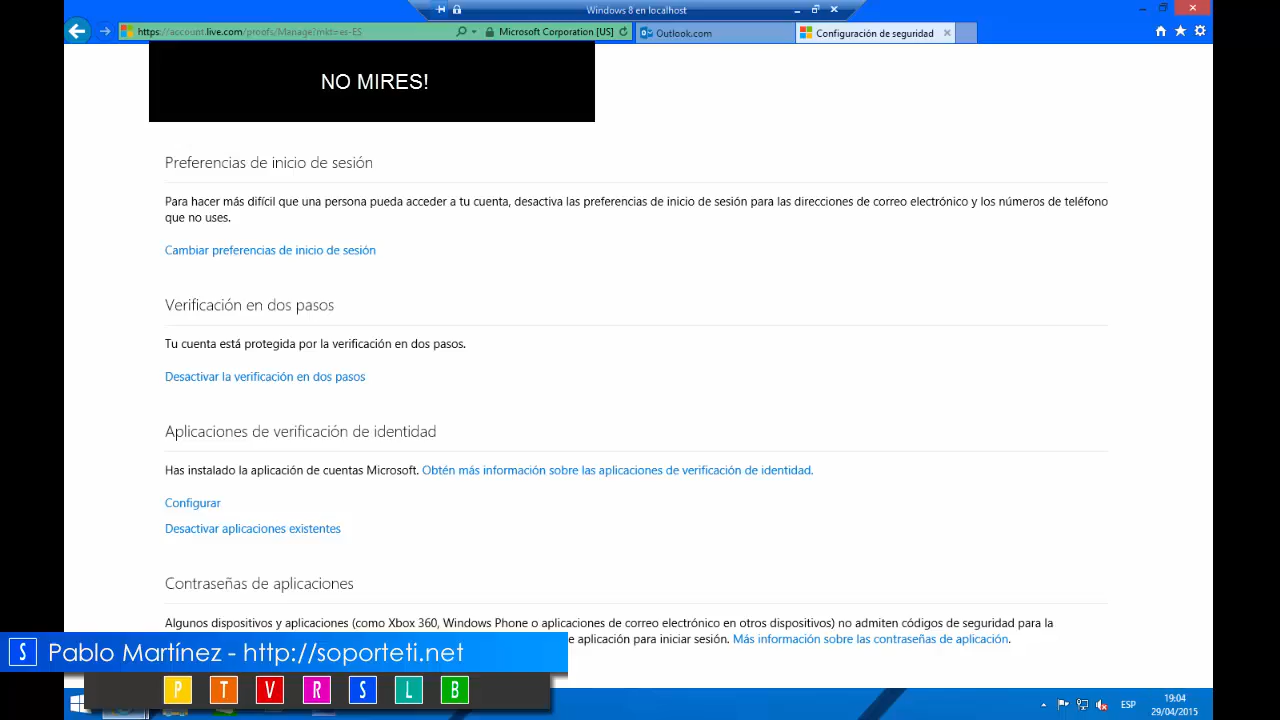 Windows 8 en localhost
https://account.live.com/proofs/Manage?mkt=es-ES
Microsoft Corporation [US]
Outlook.com
Configuración de seguridad
NO MIRES!
Preferencias de inicio de sesión
Para hacer más difícil que una persona pueda acceder a tu cuenta, desactiva las preferencias de inicio de sesión para las direcciones de correo electrónico y los números de teléfono
que no uses.
Cambiar preferencias de inicio de sesión
Verificación en dos pasos
Tu cuenta está protegida por la verificación en dos pasos.
Desactivar la verificación en dos pasos
Aplicaciones de verificación de identidad
Has instalado la aplicación de cuentas Microsoft. Obtén más información sobre las aplicaciones de verificación de identidad.
Configurar
Desactivar aplicaciones existentes
Contraseñas de aplicaciones
Algunos dispositivos y aplicaciones (como Xbox 360, Windows Phone o aplicaciones de correo electrónico en otros dispositivos) no admiten códigos de seguridad para la
e aplicación para iniciar sesión. Más información sobre las contraseñas de aplicación.
S Pablo Martínez - http://soporteti.net
P T V R S L B
ESP
19:04
29/04/2015